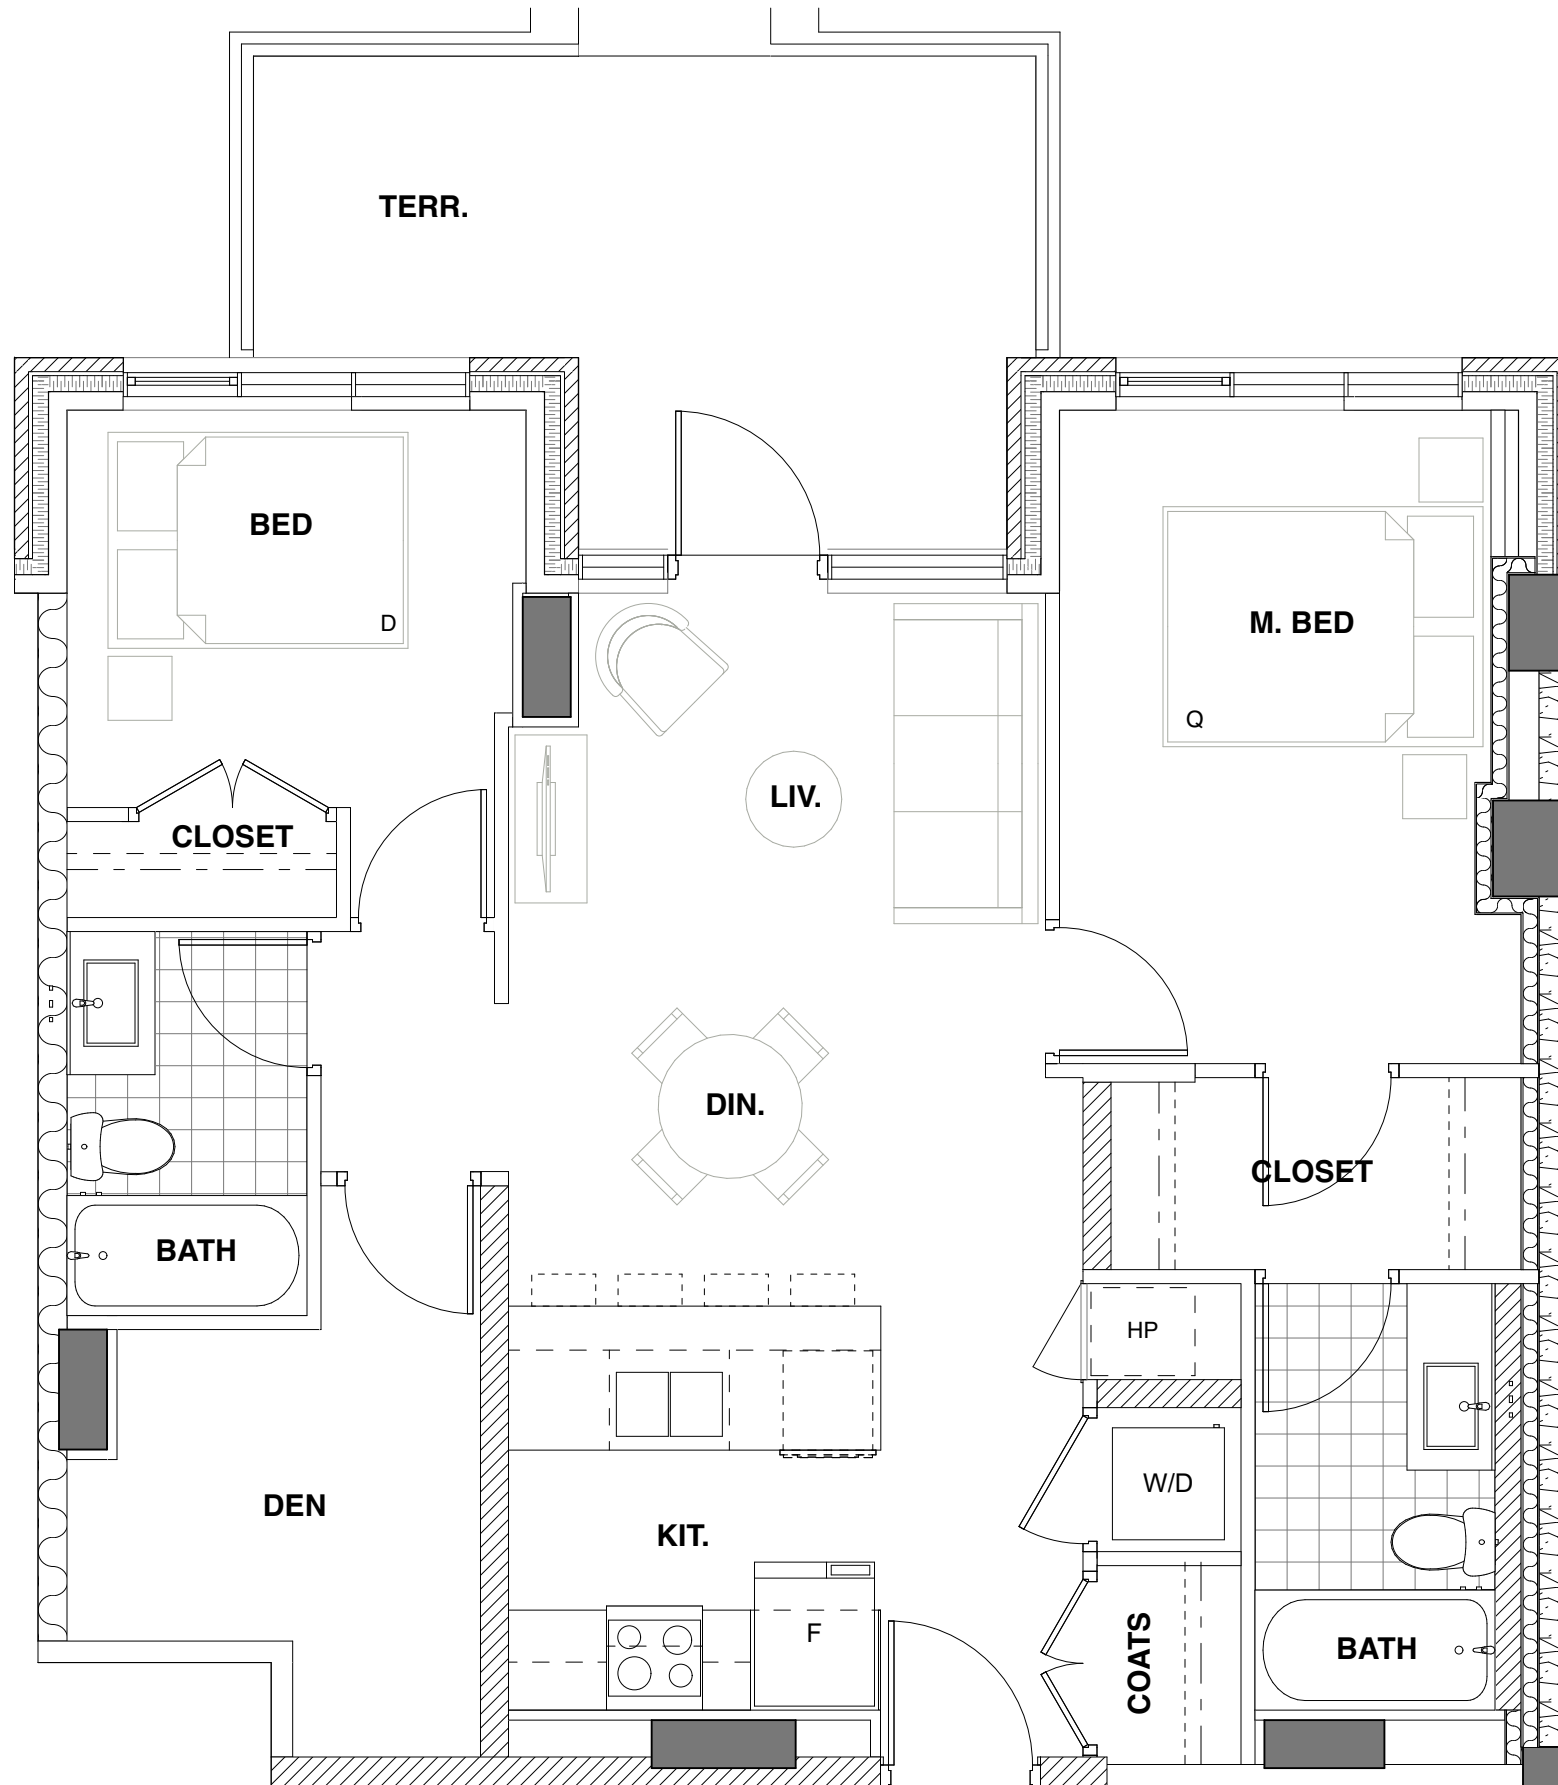 TERR.
BED
D
M. BED
Q
LIV.
CLOSET
DIN.
CLOSET
BATH
HP
W/D
DEN
KIT.
F
COATS
BATH